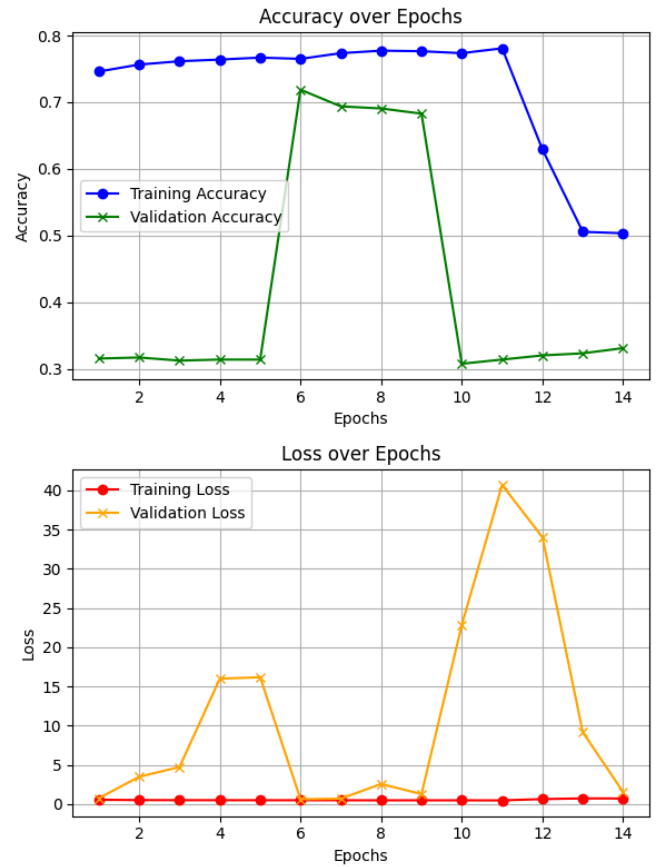 Accuracy over Epochs
0.8
0.7
0.6
0.5
0.4
0.3
Accuracy
Training Accuracy
Validation Accuracy
2 4 6 8 10 12 14
Epochs
Loss over Epochs
40
35
30
25
20
15
10
5
0
Loss
Training Loss
Validation Loss
2 4 6 8 10 12 14
Epochs